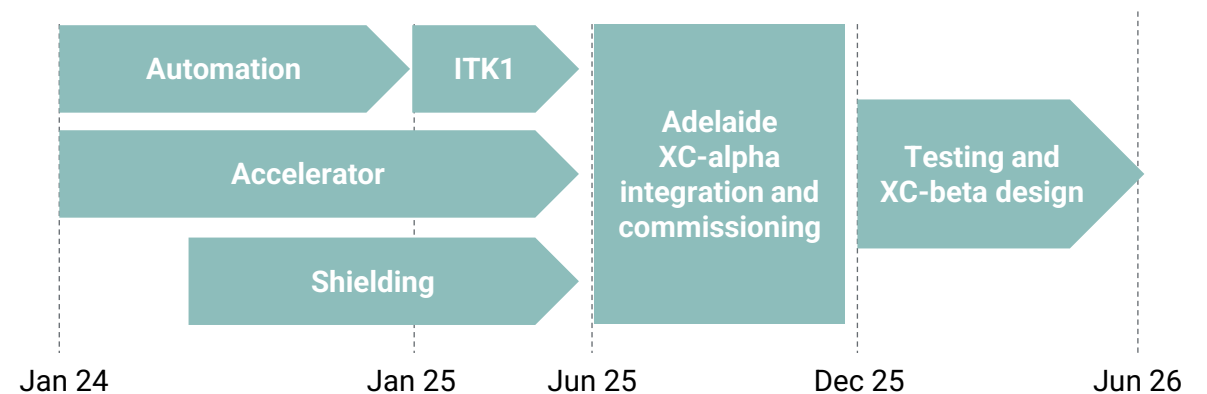 Automation
ITK1
Accelerator
Shielding
Adelaide
XC-alpha
integration and
commissioning
Testing and
XC-beta design
Jan 24
Jan 25
Jun 25
Dec 25
Jun 26